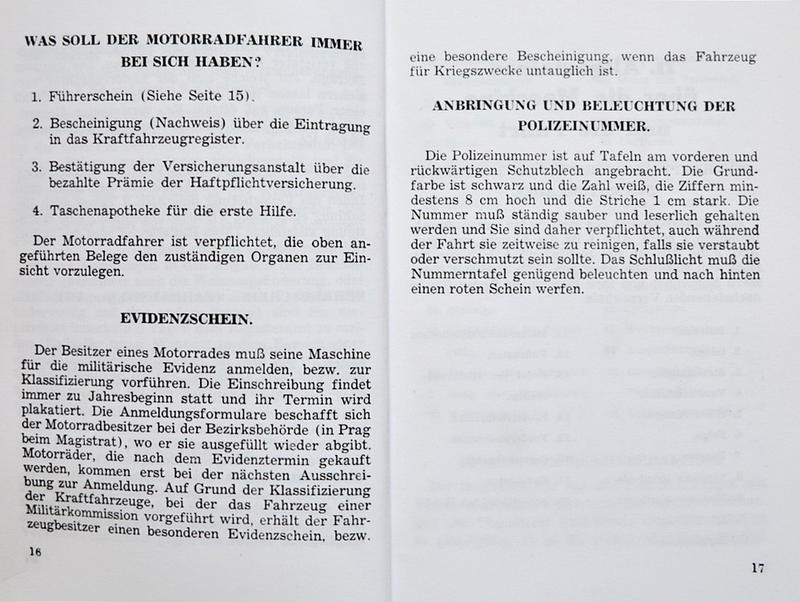 WAS SOLL DER MOTORRADFAHRER IMMER
BEI SICH HABEN?
1. Führerschein (Siehe Seite 15).
2. Bescheinigung (Nachweis) über die Eintragung
in das Kraftfahrzeugregister.
3. Bestätigung der Versicherungsanstalt über die
bezahlte Prämie der Haftpflichtversicherung.
4. Taschenapotheke für die erste Hilfe.
Der Motorradfahrer ist verpflichtet, die oben an-
geführten Belege den zuständigen Organen zur Ein-
sicht vorzulegen.
EVIDENZSCHEIN.
Der Besitzer eines Motorrades muß seine Maschine
für die militärische Evidenz anmelden, bezw. zur
Klassifizierung vorführen. Die Einschreibung findet
immer zu Jahresbeginn statt und ihr Termin wird
plakatiert. Die Anmeldungsformulare beschafft sich
der Motorradbesitzer bei der Bezirksbehörde (in Prag
beim Magistrat), wo er sie ausgefüllt wieder abgibt.
Motorräder, die nach dem Evidenztermin gekauft
werden, kommen erst bei der nächsten Ausschrei-
bung zur Anmeldung. Auf Grund der Klassifizierung
der Kraftfahrzeuge, bei der das Fahrzeug einer
Militärkommission vorgeführt wird, erhält der Fahr-
zeugbesitzer einen besonderen Evidenzschein, bezw.
16
eine besondere Bescheinigung, wenn das Fahrzeug
für Kriegszwecke untauglich ist.
ANBRINGUNG UND BELEUCHTUNG DER
POLIZEINUMMER.
Die Polizeinummer ist auf Tafeln am vorderen und
rückwärtigen Schutzblech angebracht. Die Grund-
farbe ist schwarz und die Zahl weiß, die Ziffern min-
destens 8 cm hoch und die Striche 1 cm stark. Die
Nummer muß ständig sauber und leserlich gehalten
werden und Sie sind daher verpflichtet, auch während
der Fahrt sie zeitweise zu reinigen, falls sie verstaubt
oder verschmutzt sein sollte. Das Schlußlicht muß die
Nummerntafel genügend beleuchten und nach hinten
einen roten Schein werfen.
17